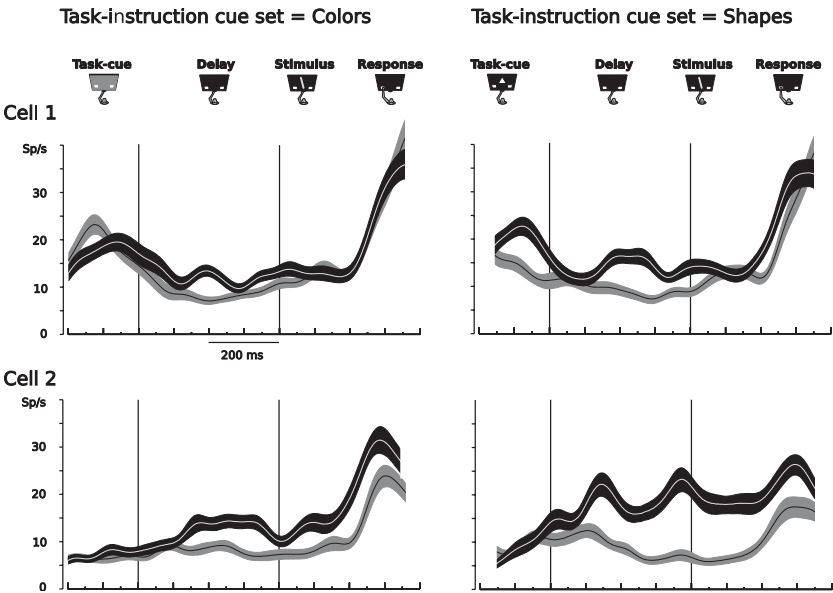 Task-instruction cue set = Colors
Task-instruction cue set = Shapes
Task-cue Delay Stimulus Response
Task-cue Delay Stimulus Response
Cell 1
Sp/s
30
20
10
0
200 ms
Cell 2
Sp/s
30
20
10
0